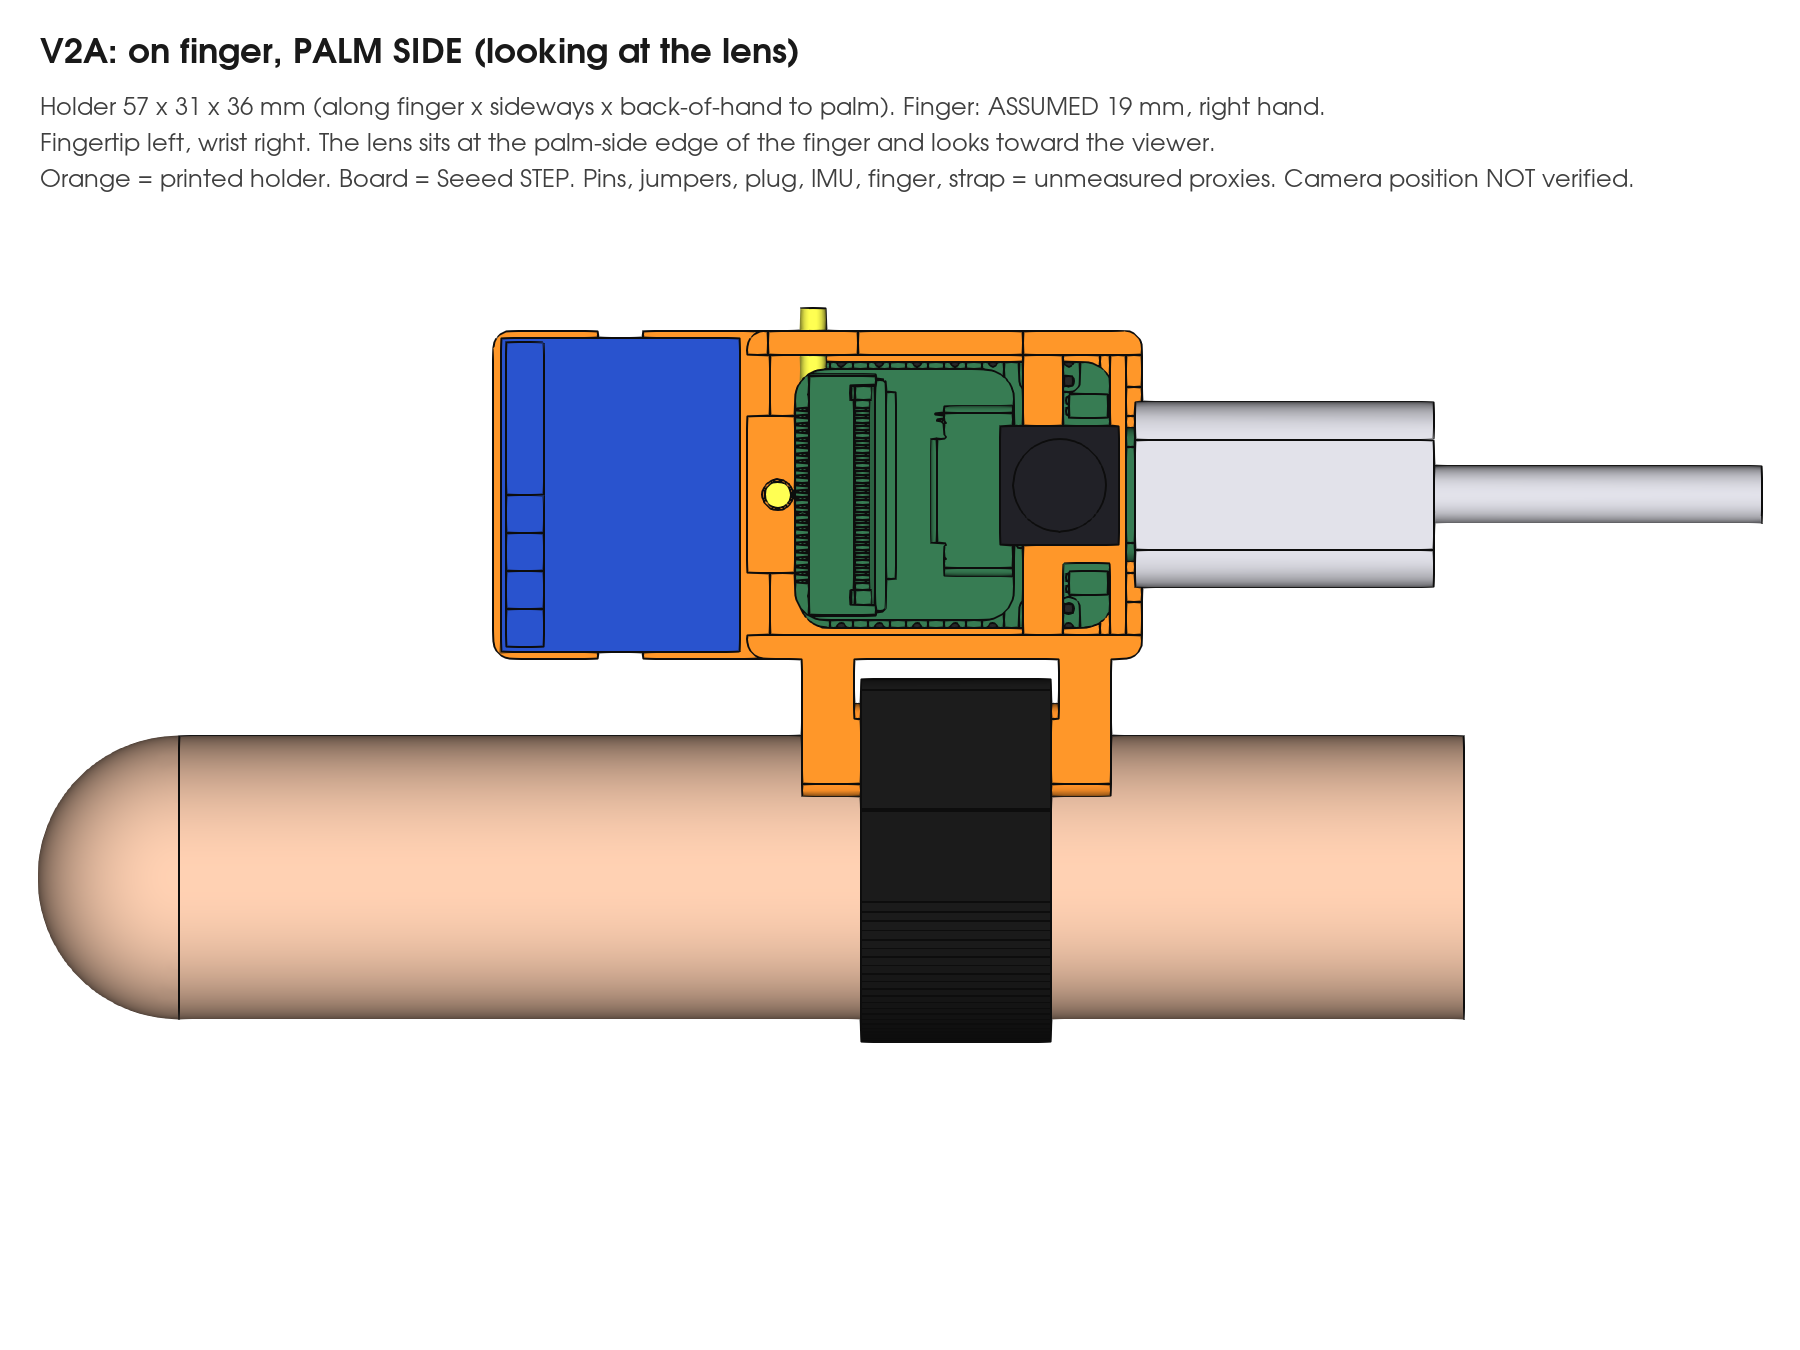 V2A: on finger, PALM SIDE (looking at the lens)
Holder 57 x 31 x 36 mm (along finger x sideways x back-of-hand to palm). Finger: ASSUMED 19 mm, right hand.
Fingertip left, wrist right. The lens sits at the palm-side edge of the finger and looks toward the viewer.
Orange = printed holder. Board = Seeed STEP. Pins, jumpers, plug, IMU, finger, strap = unmeasured proxies. Camera position NOT verified.